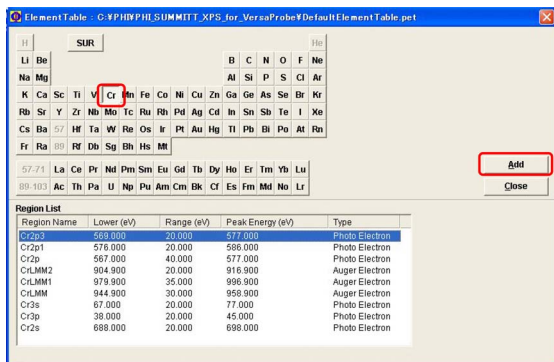 ElementTable : C:¥PHI¥PHI_SUMMITT_XPS_for_VersaProbe¥DefaultElementTable.pet
H SUR He
Li Be B C N O F Ne
Na Mg Al Si P S Cl Ar
K Ca Sc Ti V Cr Mn Fe Co Ni Cu Zn Ga Ge As Se Br Kr
Rb Sr Y Zr Nb Mo Tc Ru Rh Pd Ag Cd In Sn Sb Te I Xe
Cs Ba 57 Hf Ta W Re Os Ir Pt Au Hg Tl Pb Bi Po At Rn
Fr Ra 89 Rf Db Sg Bh Hs Mt
57-71 La Ce Pr Nd Pm Sm Eu Gd Tb Dy Ho Er Tm Yb Lu
89-103 Ac Th Pa U Np Pu Am Cm Bk Cf Es Fm Md No Lr
Add
Close
Region List
Region Name Lower (eV) Range (eV) Peak Energy (eV) Type
Cr2p3 569.000 20.000 577.000 Photo Electron
Cr2p1 576.000 20.000 586.000 Photo Electron
Cr2p 567.000 40.000 577.000 Photo Electron
CrLMM2 904.900 20.000 916.900 Auger Electron
CrLMM1 979.900 35.000 996.900 Auger Electron
CrLMM 944.900 30.000 958.900 Auger Electron
Cr3s 67.000 20.000 77.000 Photo Electron
Cr3p 38.000 20.000 45.000 Photo Electron
Cr2s 688.000 20.000 698.000 Photo Electron